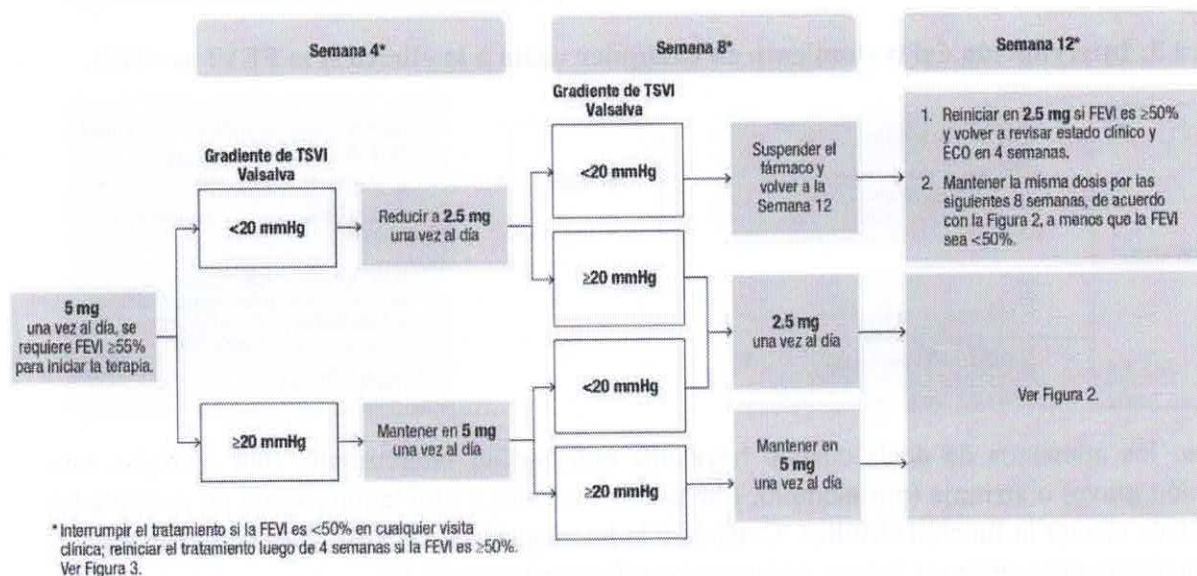 Semana 4*
Semana 8*
Semana 12*
Gradiente de TSVI
Valsalva
Gradiente de TSVI
Valsalva
<20 mmHg
Reducir a 2.5 mg
una vez al día
<20 mmHg
Suspender el
fármaco y
volver a la
Semana 12
1. Reiniciar en 2.5 mg si FEVI es ≥50%
y volver a revisar estado clínico y
ECO en 4 semanas.
2. Mantener la misma dosis por las
siguientes 8 semanas, de acuerdo
con la Figura 2, a menos que la FEVI
sea <50%.
≥20 mmHg
5 mg
una vez al día, se
requiere FEVI ≥55%
para iniciar la terapia.
2.5 mg
una vez al día
<20 mmHg
Ver Figura 2.
≥20 mmHg
Mantener en 5 mg
una vez al día
≥20 mmHg
Mantener en
5 mg
una vez al día
*Interrumpir el tratamiento si la FEVI es <50% en cualquier visita
clínica; reiniciar el tratamiento luego de 4 semanas si la FEVI es ≥50%.
Ver Figura 3.